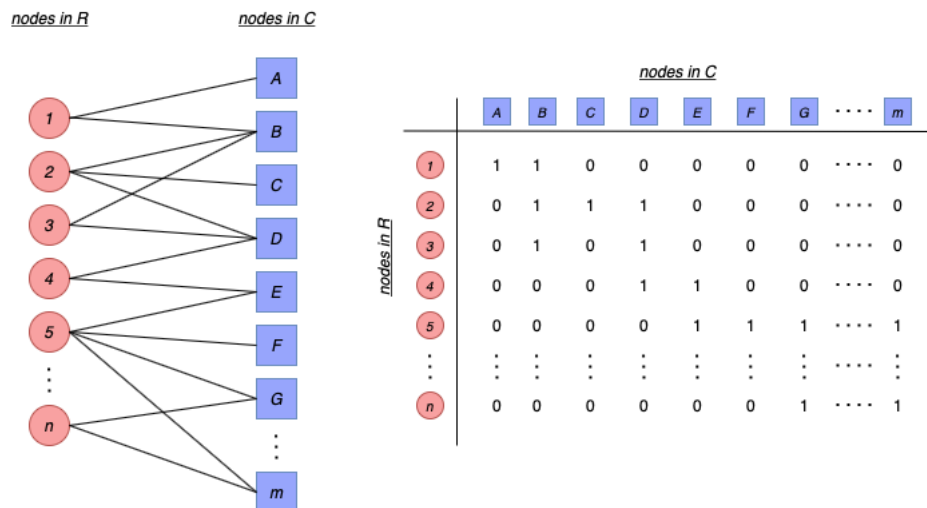 nodes in R
nodes in C
1
2
3
4
5
n
A
B
C
D
E
F
G
m
nodes in C
A B C D E F G m
nodes in R
1 1 1 0 0 0 0 0 0
2 0 1 1 1 0 0 0 0
3 0 1 0 1 0 0 0 0
4 0 0 0 1 1 0 0 0
5 0 0 0 0 1 1 1 1
n 0 0 0 0 0 0 1 1